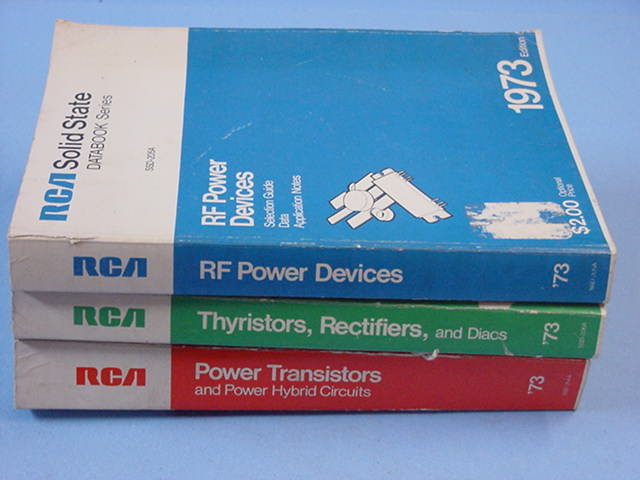 RCA Solid State
DATABOOK Series
SSD-205A
RF Power
Devices
Selection Guide
Data
Application Notes
1973 Edition
$2.00 Optional
Price
RCA RF Power Devices '73
RCA Thyristors, Rectifiers, and Diacs '73
RCA Power Transistors
and Power Hybrid Circuits '73